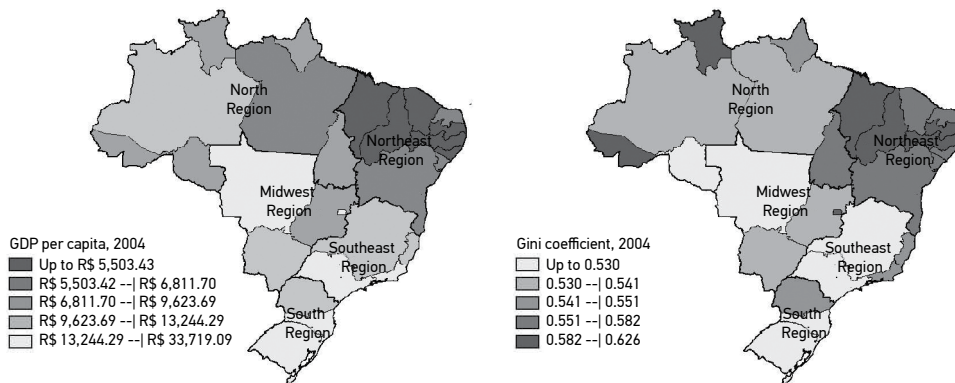 North
Region
Northeast
Region
Midwest
Region
Southeast
Region
South
Region
GDP per capita, 2004
Up to R$ 5,503.43
R$ 5,503.42 --| R$ 6,811.70
R$ 6,811.70 --| R$ 9,623.69
R$ 9,623.69 --| R$ 13,244.29
R$ 13,244.29 --| R$ 33,719.09
North
Region
Northeast
Region
Midwest
Region
Southeast
Region
South
Region
Gini coefficient, 2004
Up to 0.530
0.530 --| 0.541
0.541 --| 0.551
0.551 --| 0.582
0.582 --| 0.626